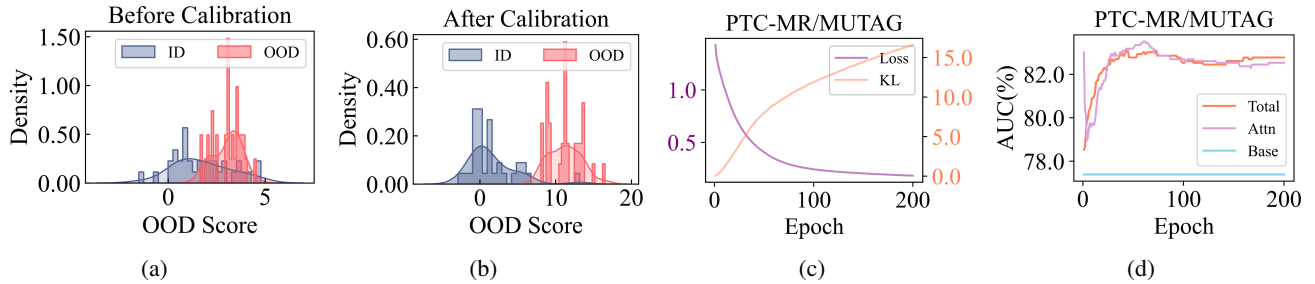 Before Calibration
1.50
1.00
0.50
0.00
Density
ID
OOD
0
5
OOD Score
(a)
After Calibration
0.60
0.40
0.20
0.00
Density
ID
OOD
0
10
20
OOD Score
(b)
PTC-MR/MUTAG
1.0
0.5
15.0
10.0
5.0
0.0
Loss
KL
0
100
200
Epoch
(c)
PTC-MR/MUTAG
82.0
80.0
78.0
AUC(%)
Total
Attn
Base
0
100
200
Epoch
(d)